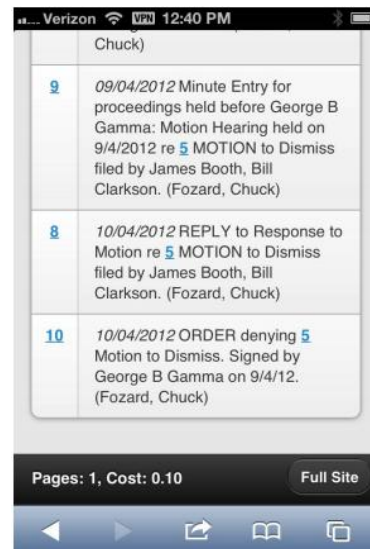 Verizon VPN 12:40 PM
Chuck)
9
09/04/2012 Minute Entry for
proceedings held before George B
Gamma: Motion Hearing held on
9/4/2012 re 5 MOTION to Dismiss
filed by James Booth, Bill
Clarkson. (Fozard, Chuck)
8
10/04/2012 REPLY to Response to
Motion re 5 MOTION to Dismiss
filed by James Booth, Bill
Clarkson. (Fozard, Chuck)
10
10/04/2012 ORDER denying 5
Motion to Dismiss. Signed by
George B Gamma on 9/4/12.
(Fozard, Chuck)
Pages: 1, Cost: 0.10 Full Site